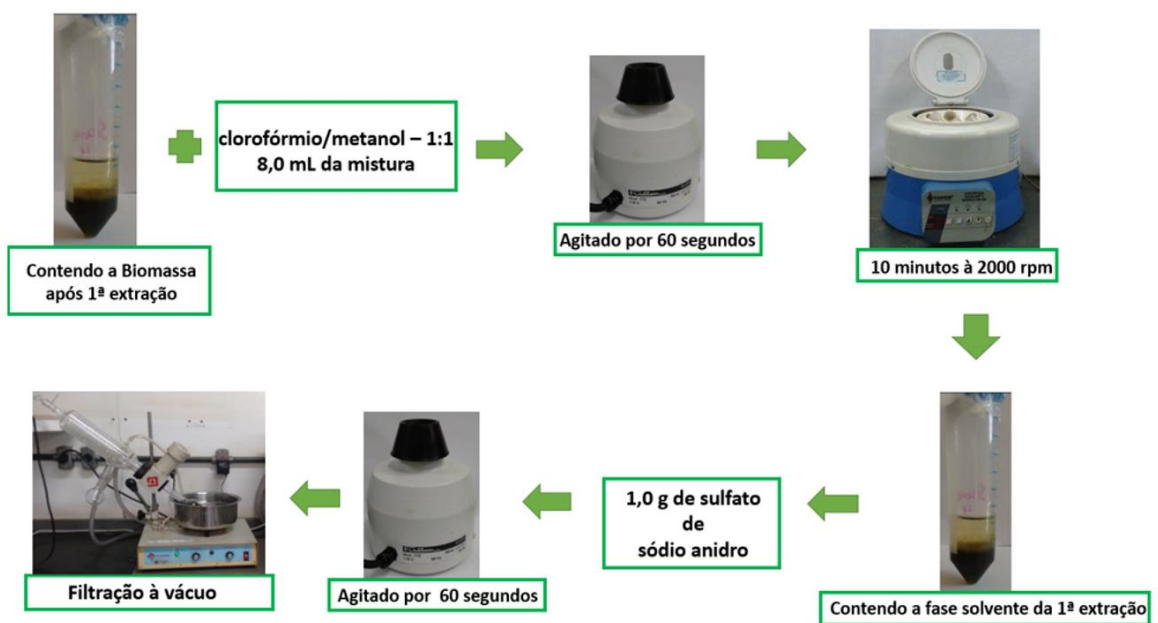 clorofórmio/metanol – 1:1
8,0 mL da mistura
Contendo a Biomassa
após 1ª extração
Agitado por 60 segundos
10 minutos à 2000 rpm
Contendo a fase solvente da 1ª extração
1,0 g de sulfato
de
sódio anidro
Agitado por 60 segundos
Filtração à vácuo